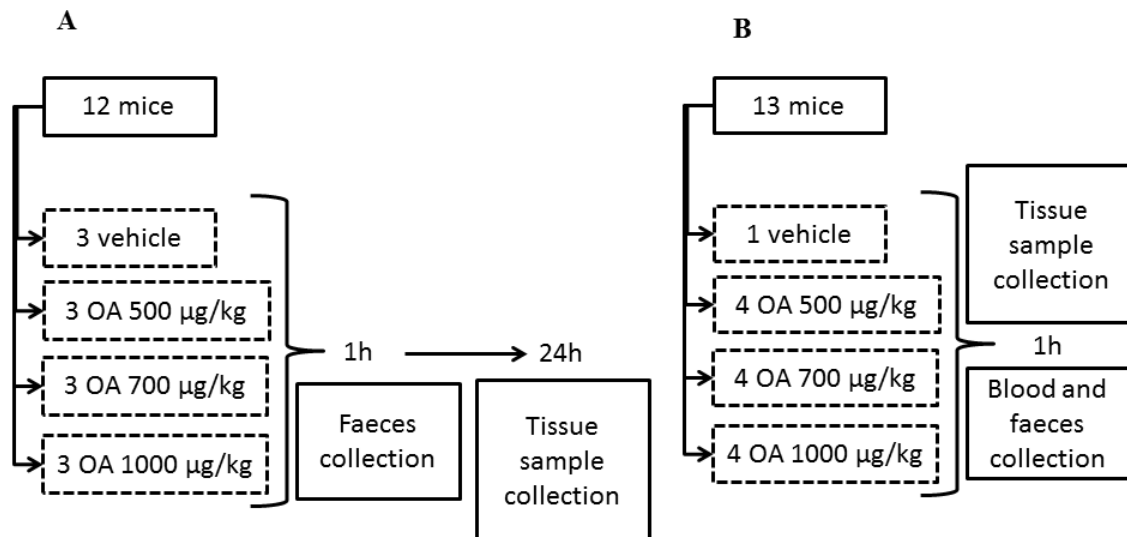 A
12 mice
3 vehicle
3 OA 500 µg/kg
3 OA 700 µg/kg
3 OA 1000 µg/kg
1h
24h
Faeces
collection
Tissue
sample
collection
B
13 mice
1 vehicle
4 OA 500 µg/kg
4 OA 700 µg/kg
4 OA 1000 µg/kg
Tissue
sample
collection
1h
Blood and
faeces
collection